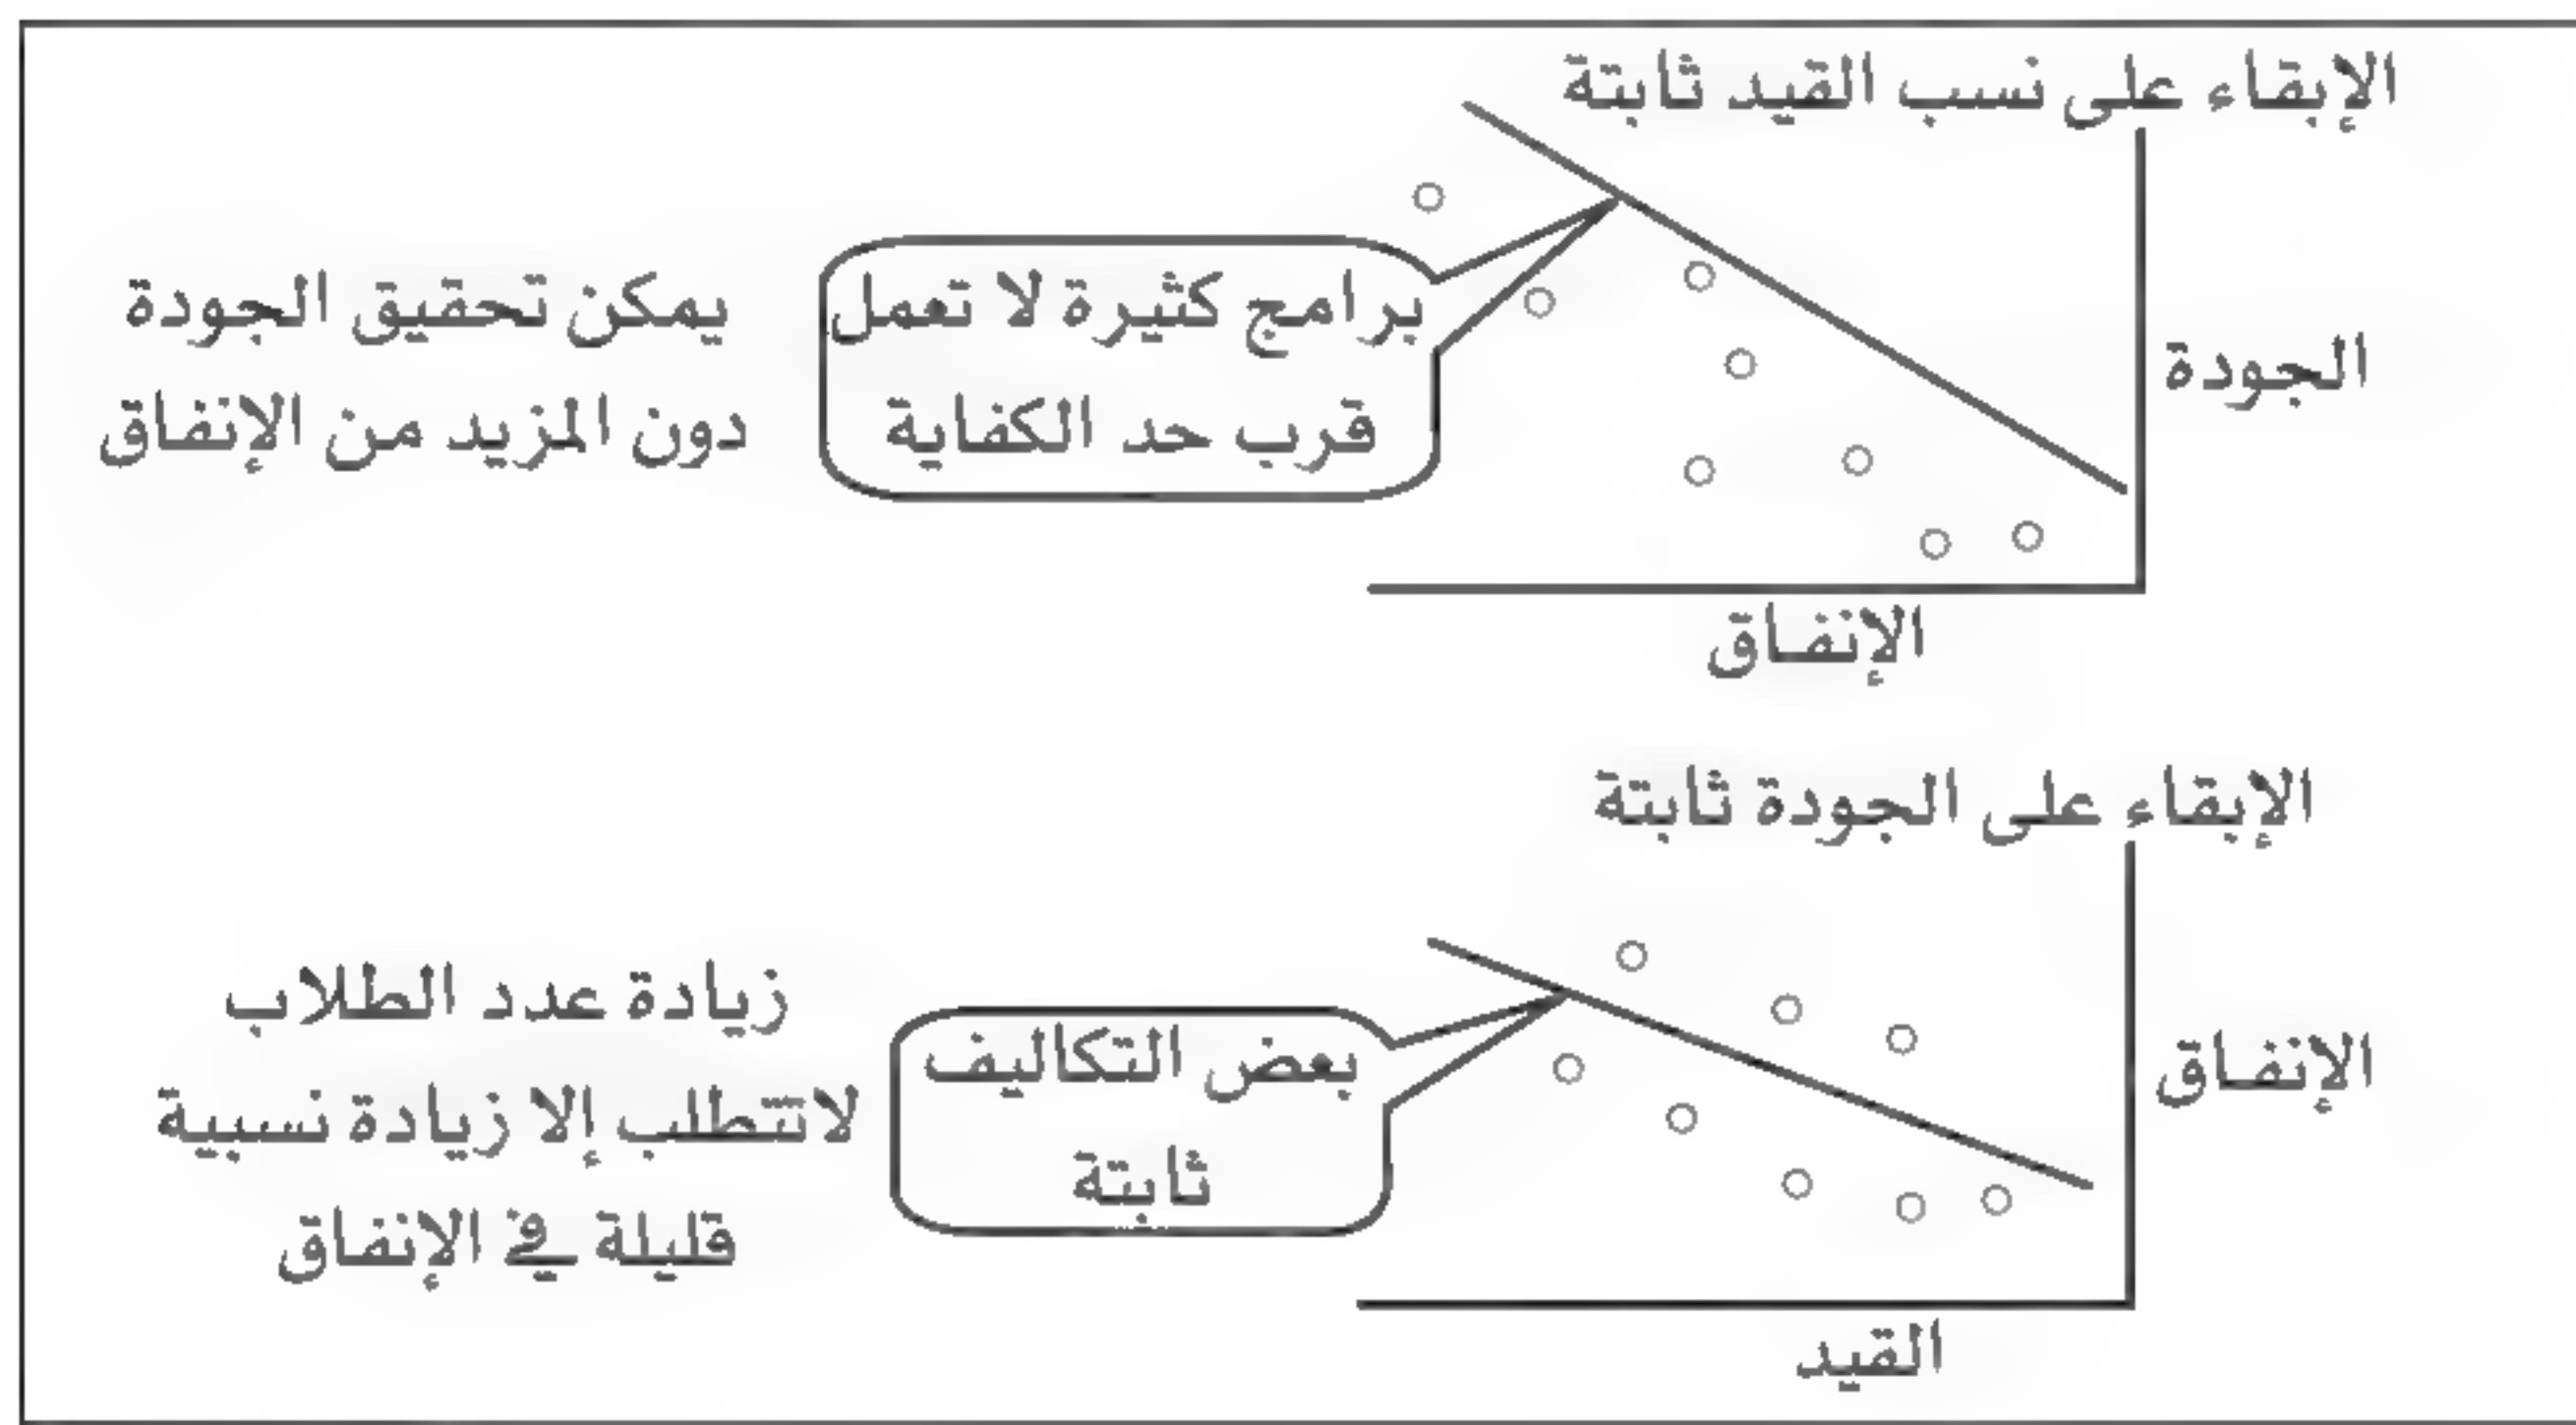 الإبقاء على نسب القيد ثابتة
الجودة
برامج كثيرة لا تعمل
قرب حد الكفاية
يمكن تحقيق الجودة
دون المزيد من الإنفاق
الإنفاق
الإبقاء على الجودة ثابتة
الإنفاق
بعض التكاليف
ثابتة
زيادة عدد الطلاب
لاتتطلب إلا زيادة نسبية
قليلة في الإنفاق
القيد